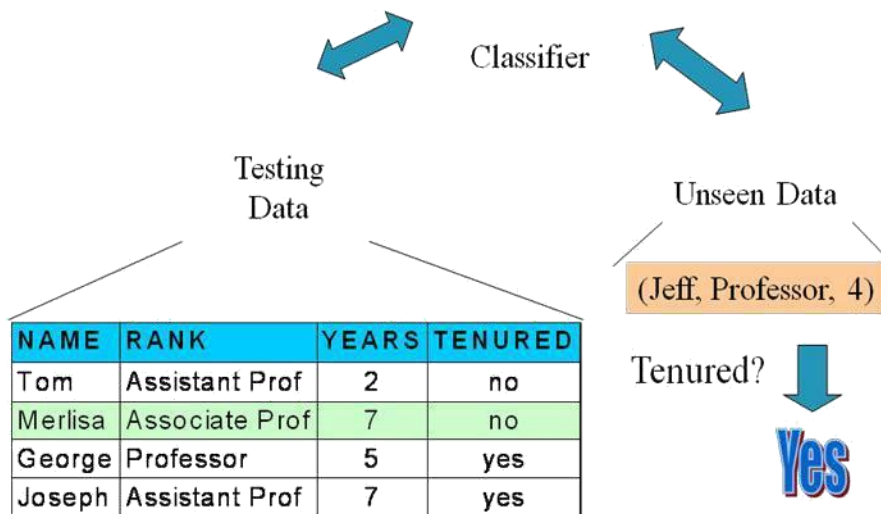 Classifier
Testing
Data
Unseen Data
(Jeff, Professor, 4)
NAME RANK YEARS TENURED
Tom Assistant Prof 2 no
Merlisa Associate Prof 7 no
George Professor 5 yes
Joseph Assistant Prof 7 yes
Tenured?
Yes